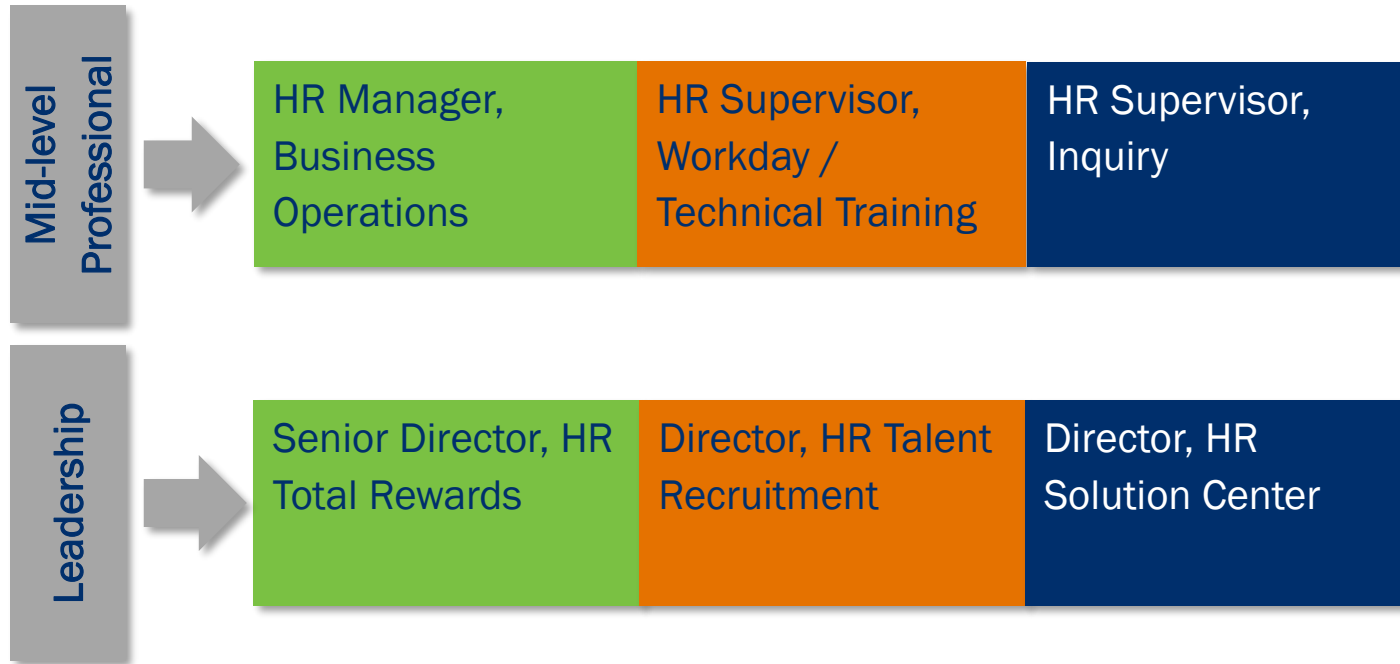 Mid-level
Professional
HR Manager,
Business
Operations
HR Supervisor,
Workday /
Technical Training
HR Supervisor,
Inquiry
Leadership
Senior Director, HR
Total Rewards
Director, HR Talent
Recruitment
Director, HR
Solution Center